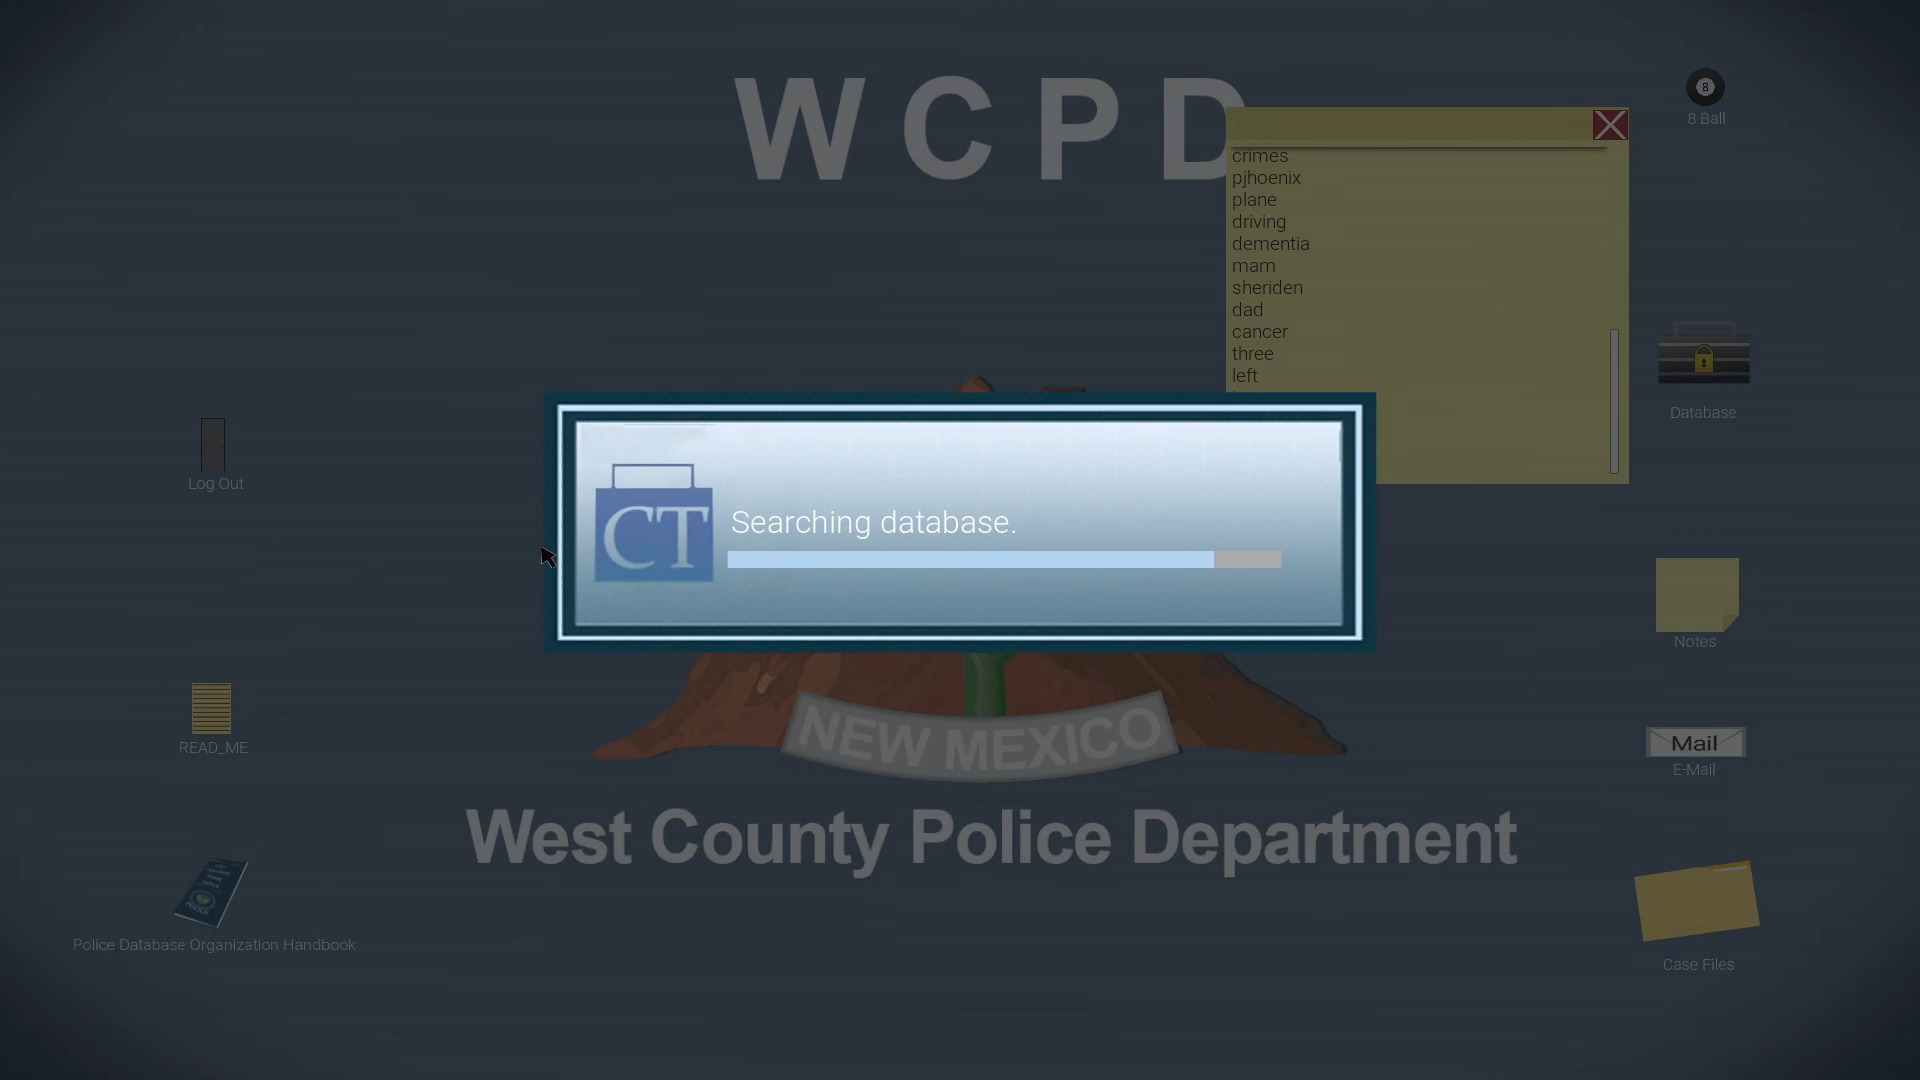 W C P D
8
8 Ball
crimes
pjhoenix
plane
driving
dementia
mam
sheriden
dad
cancer
three
left
Database
CT
Searching database.
Log Out
Notes
READ_ME
NEW MEXICO
Mail
E-Mail
West County Police Department
Police Database Organization Handbook
Case Files